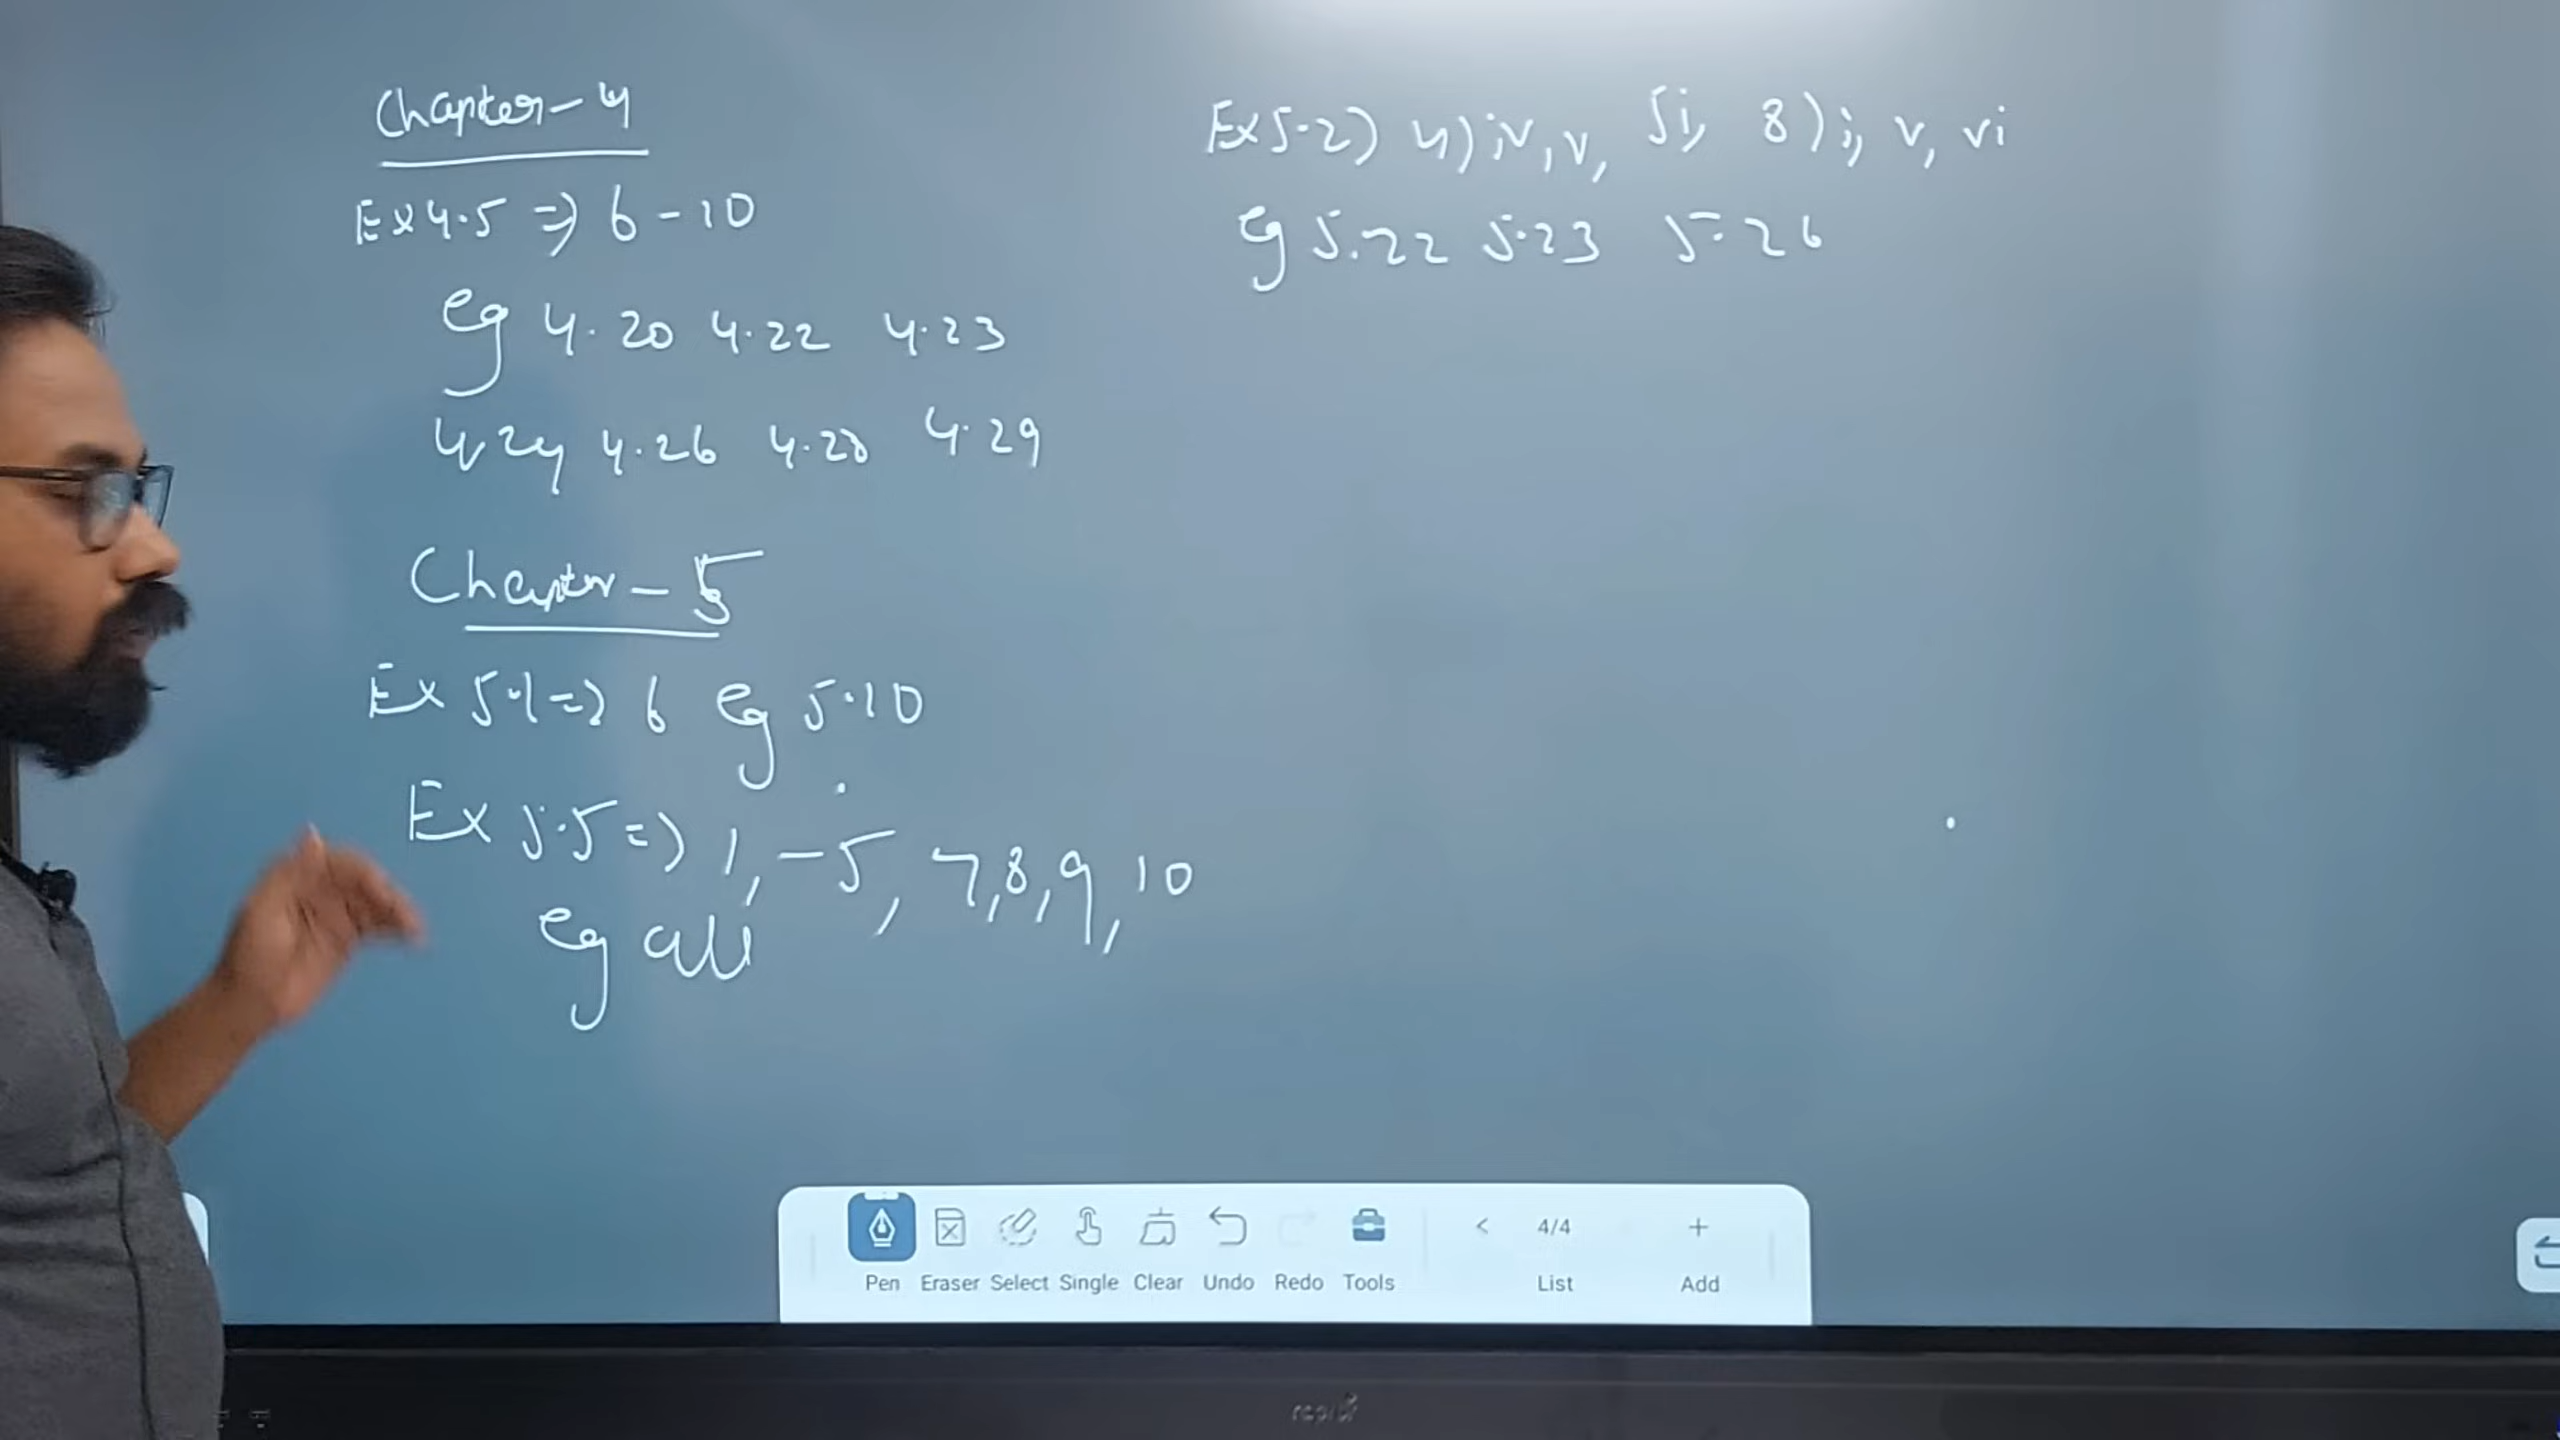 Chapter-4
Ex 4.5 => 6-10
eg 4.20 4.22 4.23
4.24 4.26 4.28 4.29
Chapter-5
Ex 5.1 => 6 eg 5.10
Ex 5.5 => 1, -5, 7,8,9, 10
eg all
Ex 5.2) 4) iv, v, 5i, 8) i, v, vi
eg 5.22 5.23 5.26
Pen Eraser Select Single Clear Undo Redo Tools < 4/4 List + Add